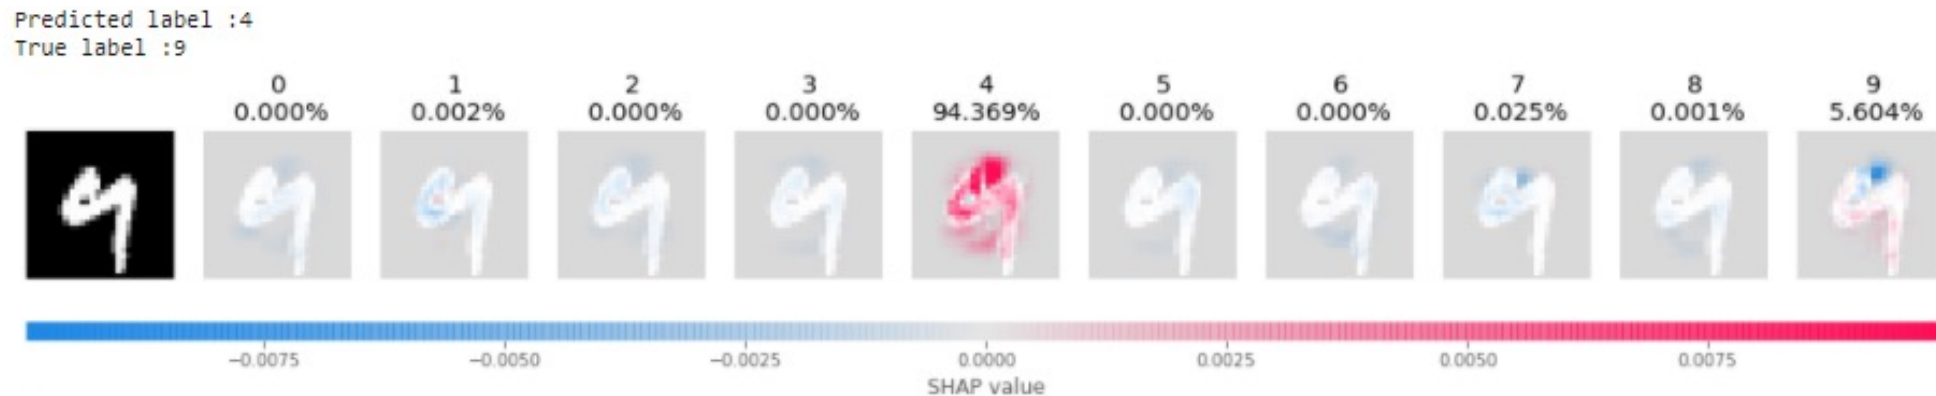 Predicted label :4
True label :9
0 1 2 3 4 5 6 7 8 9
0.000% 0.002% 0.000% 0.000% 94.369% 0.000% 0.000% 0.025% 0.001% 5.604%
−0.0075 −0.0050 −0.0025 0.0000 0.0025 0.0050 0.0075
SHAP value